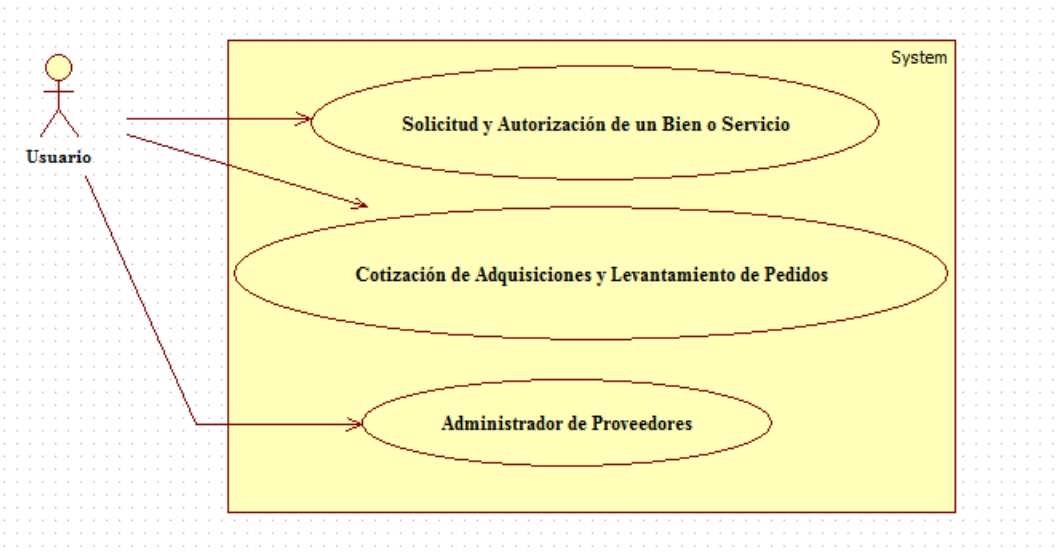 System
Usuario
Solicitud y Autorización de un Bien o Servicio
Cotización de Adquisiciones y Levantamiento de Pedidos
Administrador de Proveedores